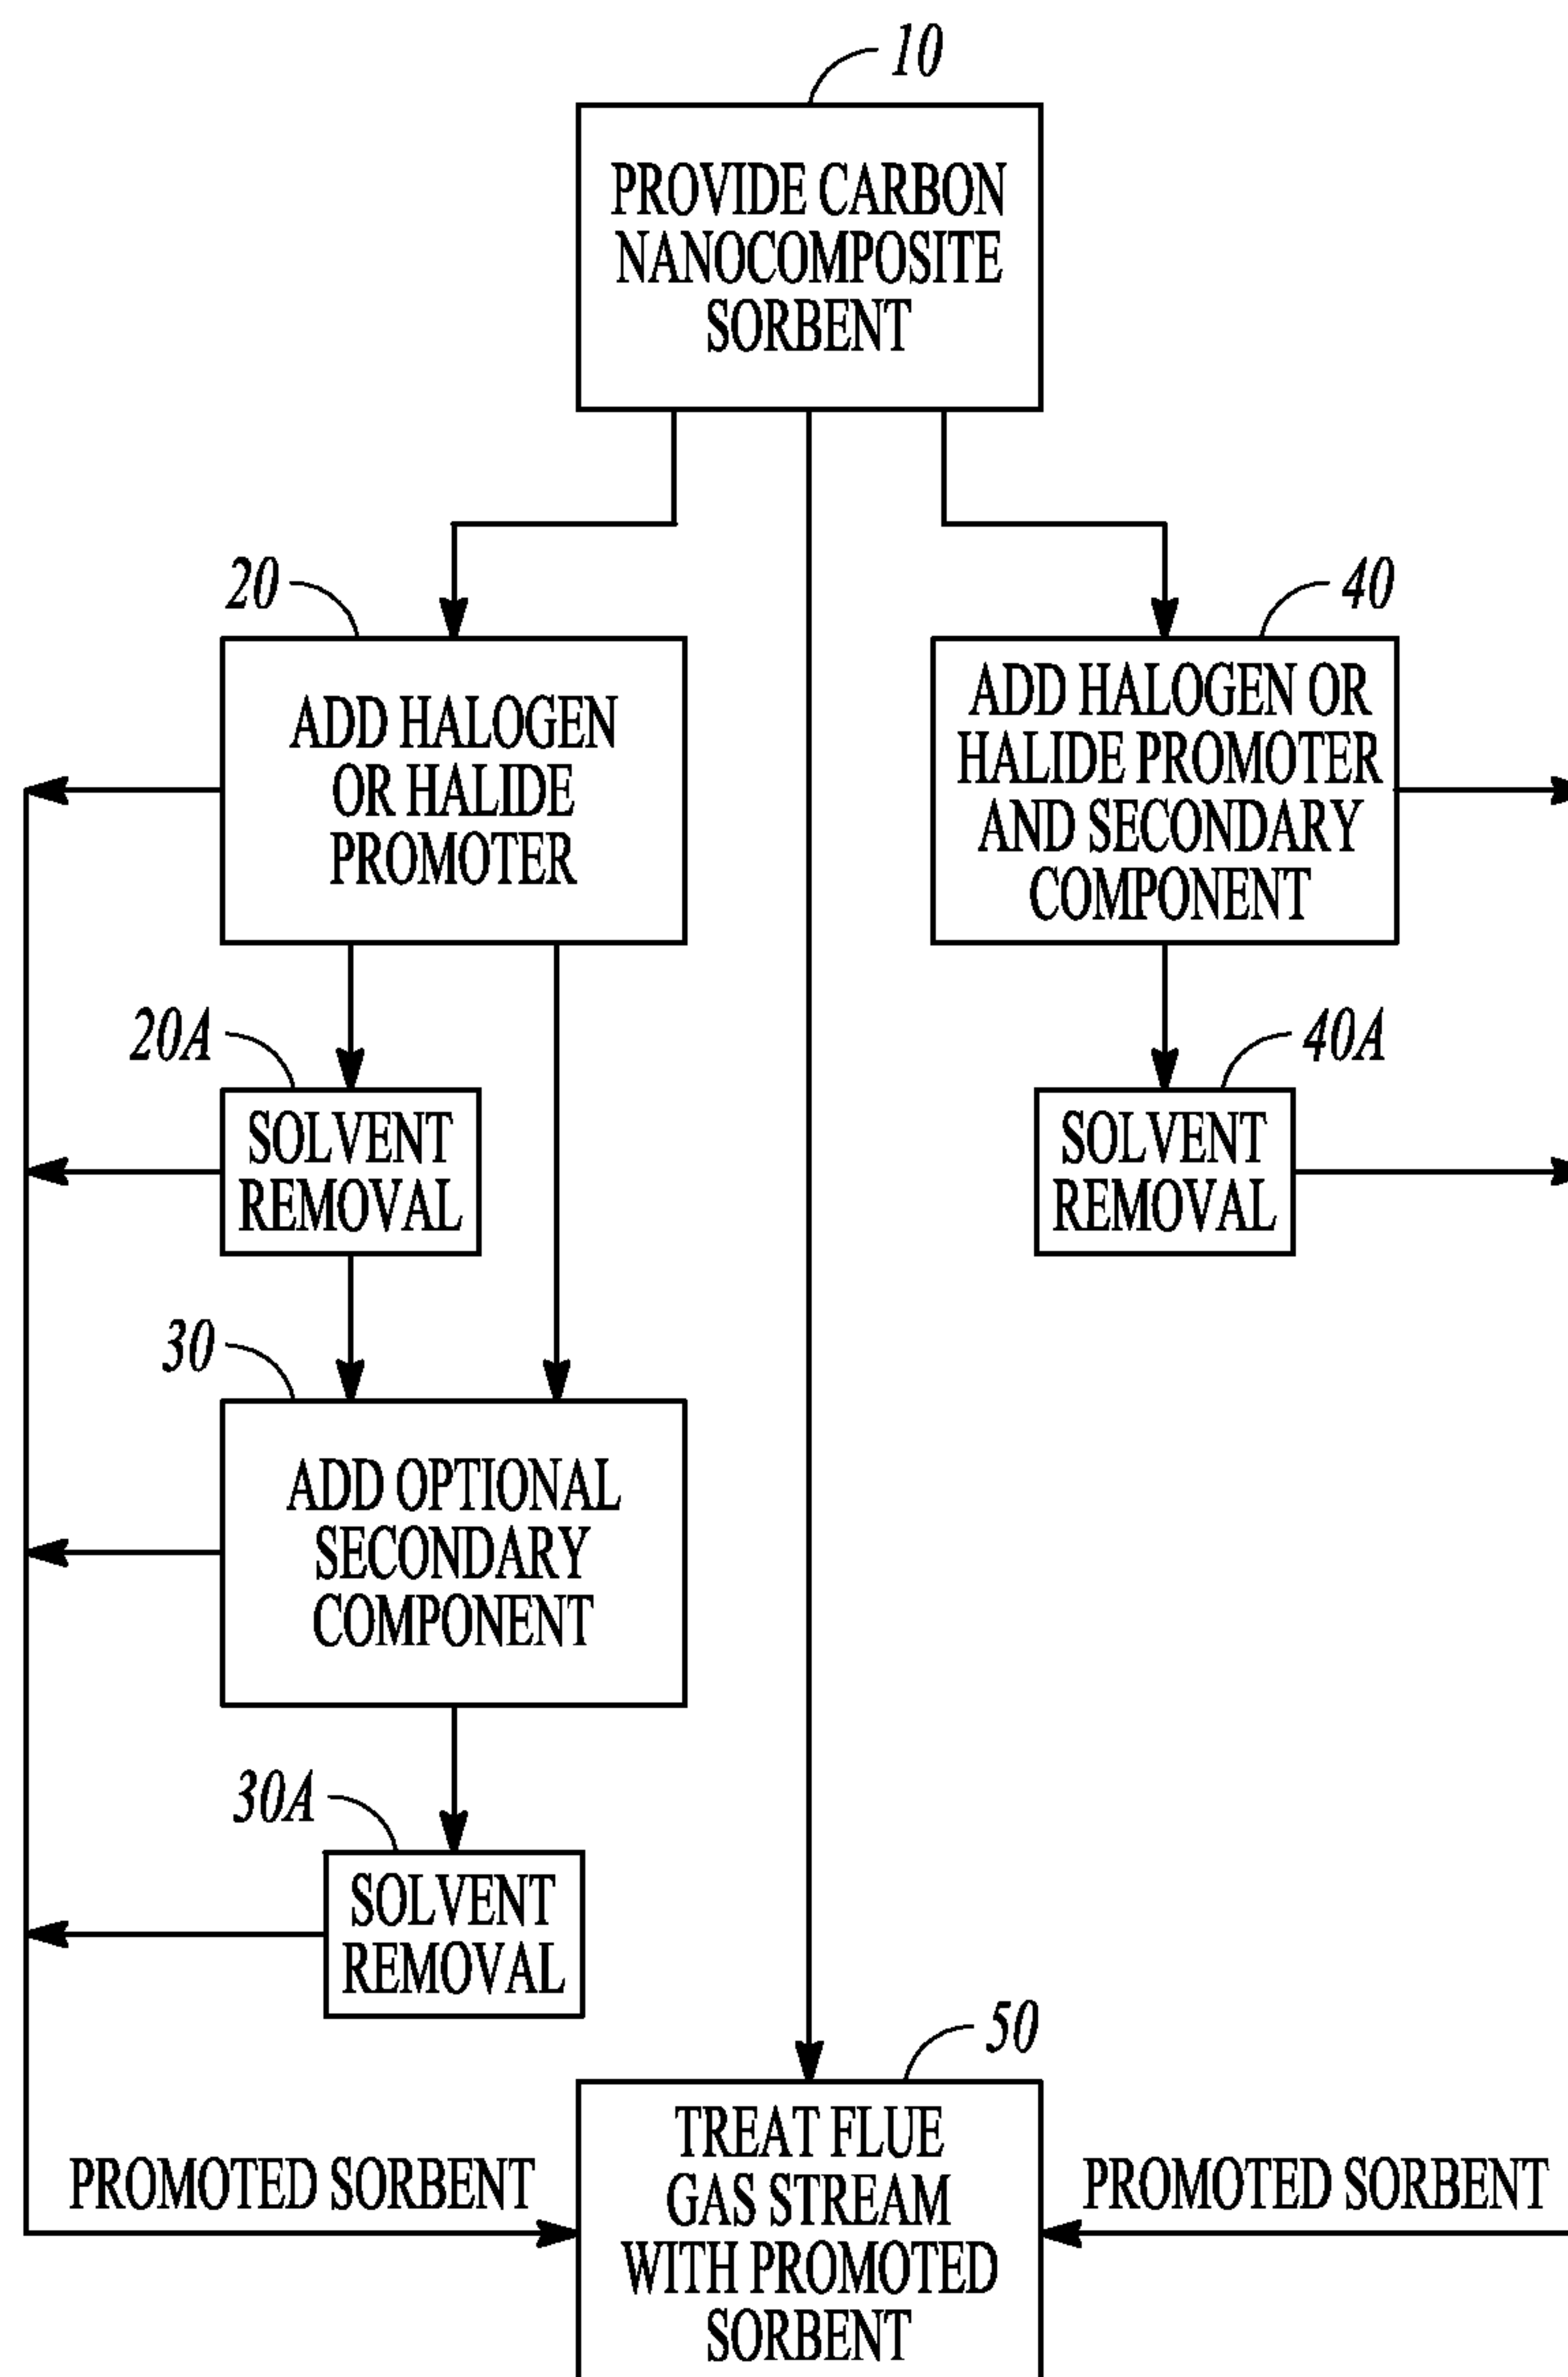 10
PROVIDE CARBON
NANOCOMPOSITE
SORBENT
20
ADD HALOGEN
OR HALIDE
PROMOTER
40
ADD HALOGEN OR
HALIDE PROMOTER
AND SECONDARY
COMPONENT
20A
SOLVENT
REMOVAL
40A
SOLVENT
REMOVAL
30
ADD OPTIONAL
SECONDARY
COMPONENT
30A
SOLVENT
REMOVAL
50
TREAT FLUE
GAS STREAM
WITH PROMOTED
SORBENT
PROMOTED SORBENT
PROMOTED SORBENT